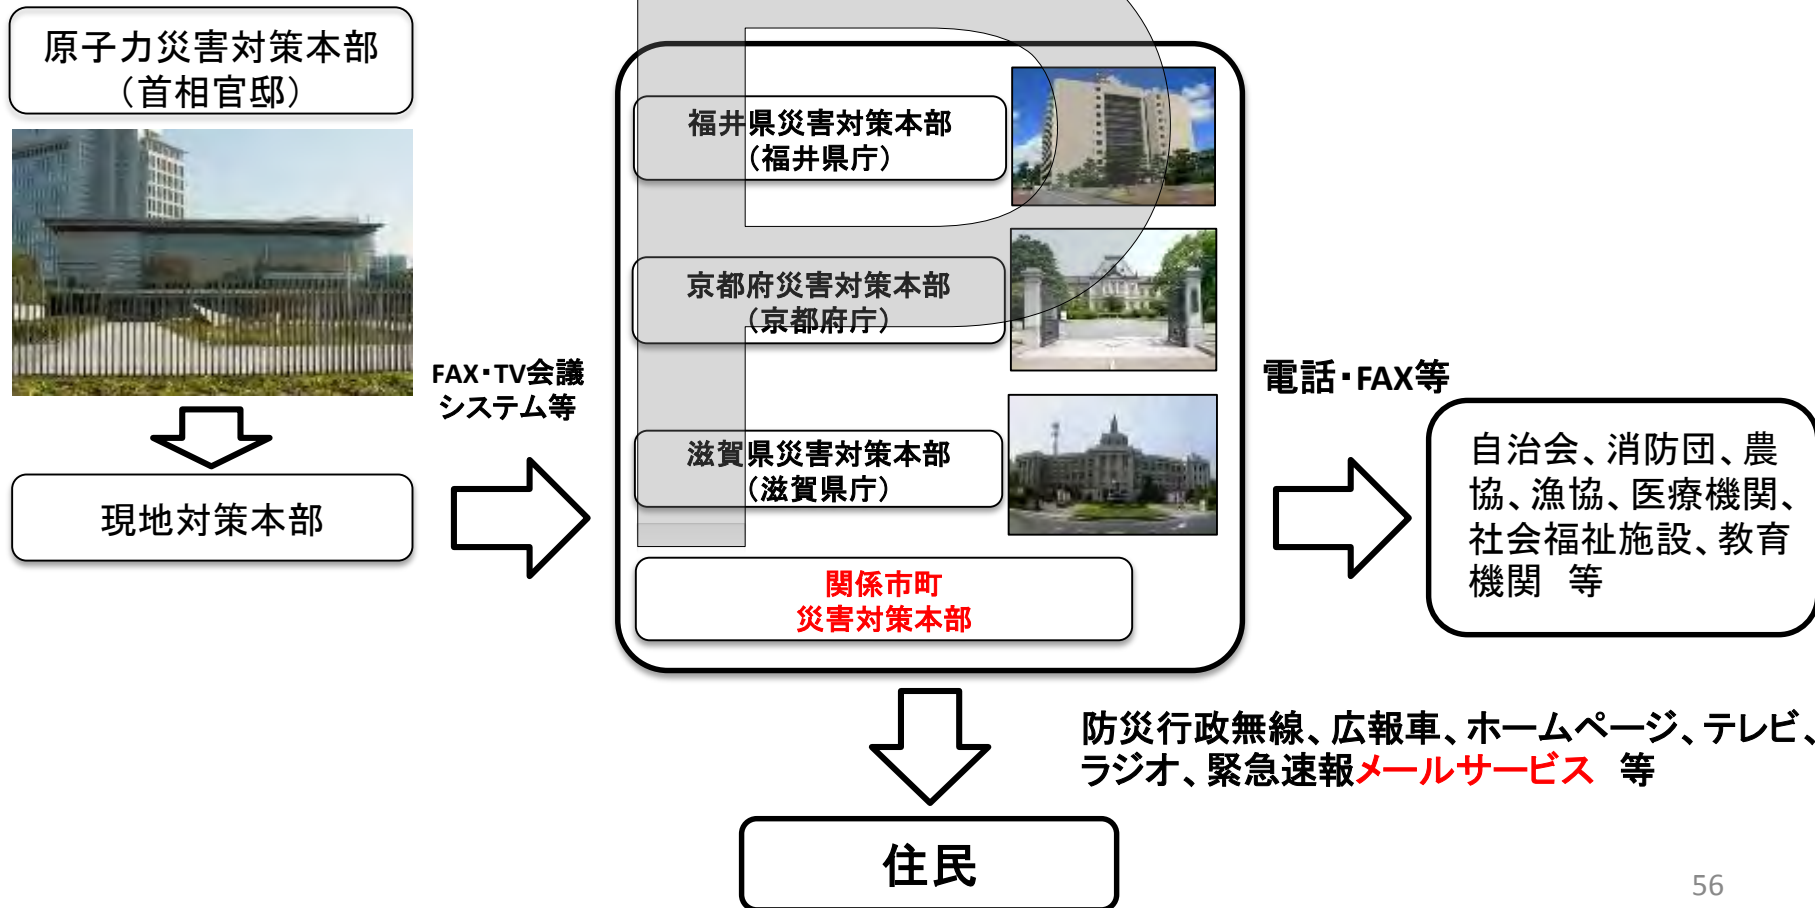 原子力災害対策本部
（首相官邸）
現地対策本部
FAX・TV会議
システム等
福井県災害対策本部
（福井県庁）
京都府災害対策本部
（京都府庁）
滋賀県災害対策本部
（滋賀県庁）
関係市町
災害対策本部
電話・FAX等
自治会、消防団、農
協、漁協、医療機関、
社会福祉施設、教育
機関　等
防災行政無線、広報車、ホームページ、テレビ、
ラジオ、緊急速報メールサービス　等
住民
56